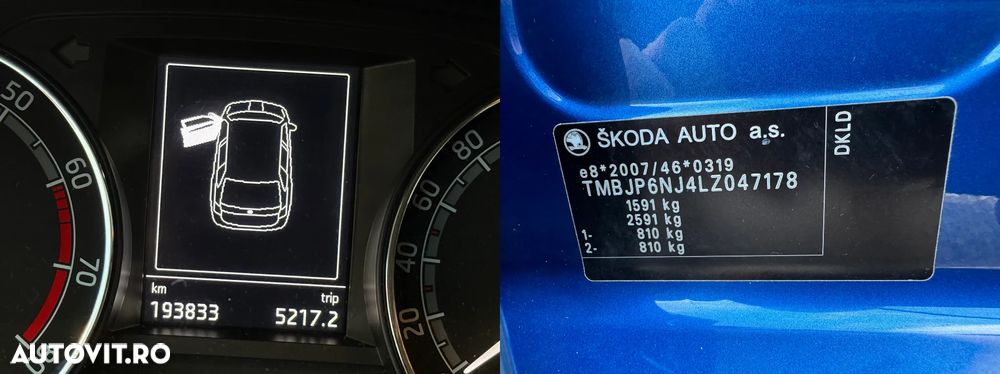 50
60
70
80
km
trip
193833
5217.2
80
60
40
20
AUTOVIT.RO
ŠKODA AUTO a.s.
DKLD
e8*2007/46*0319
TMBJP6NJ4LZ047178
1591 kg
2591 kg
1- 810 kg
2- 810 kg